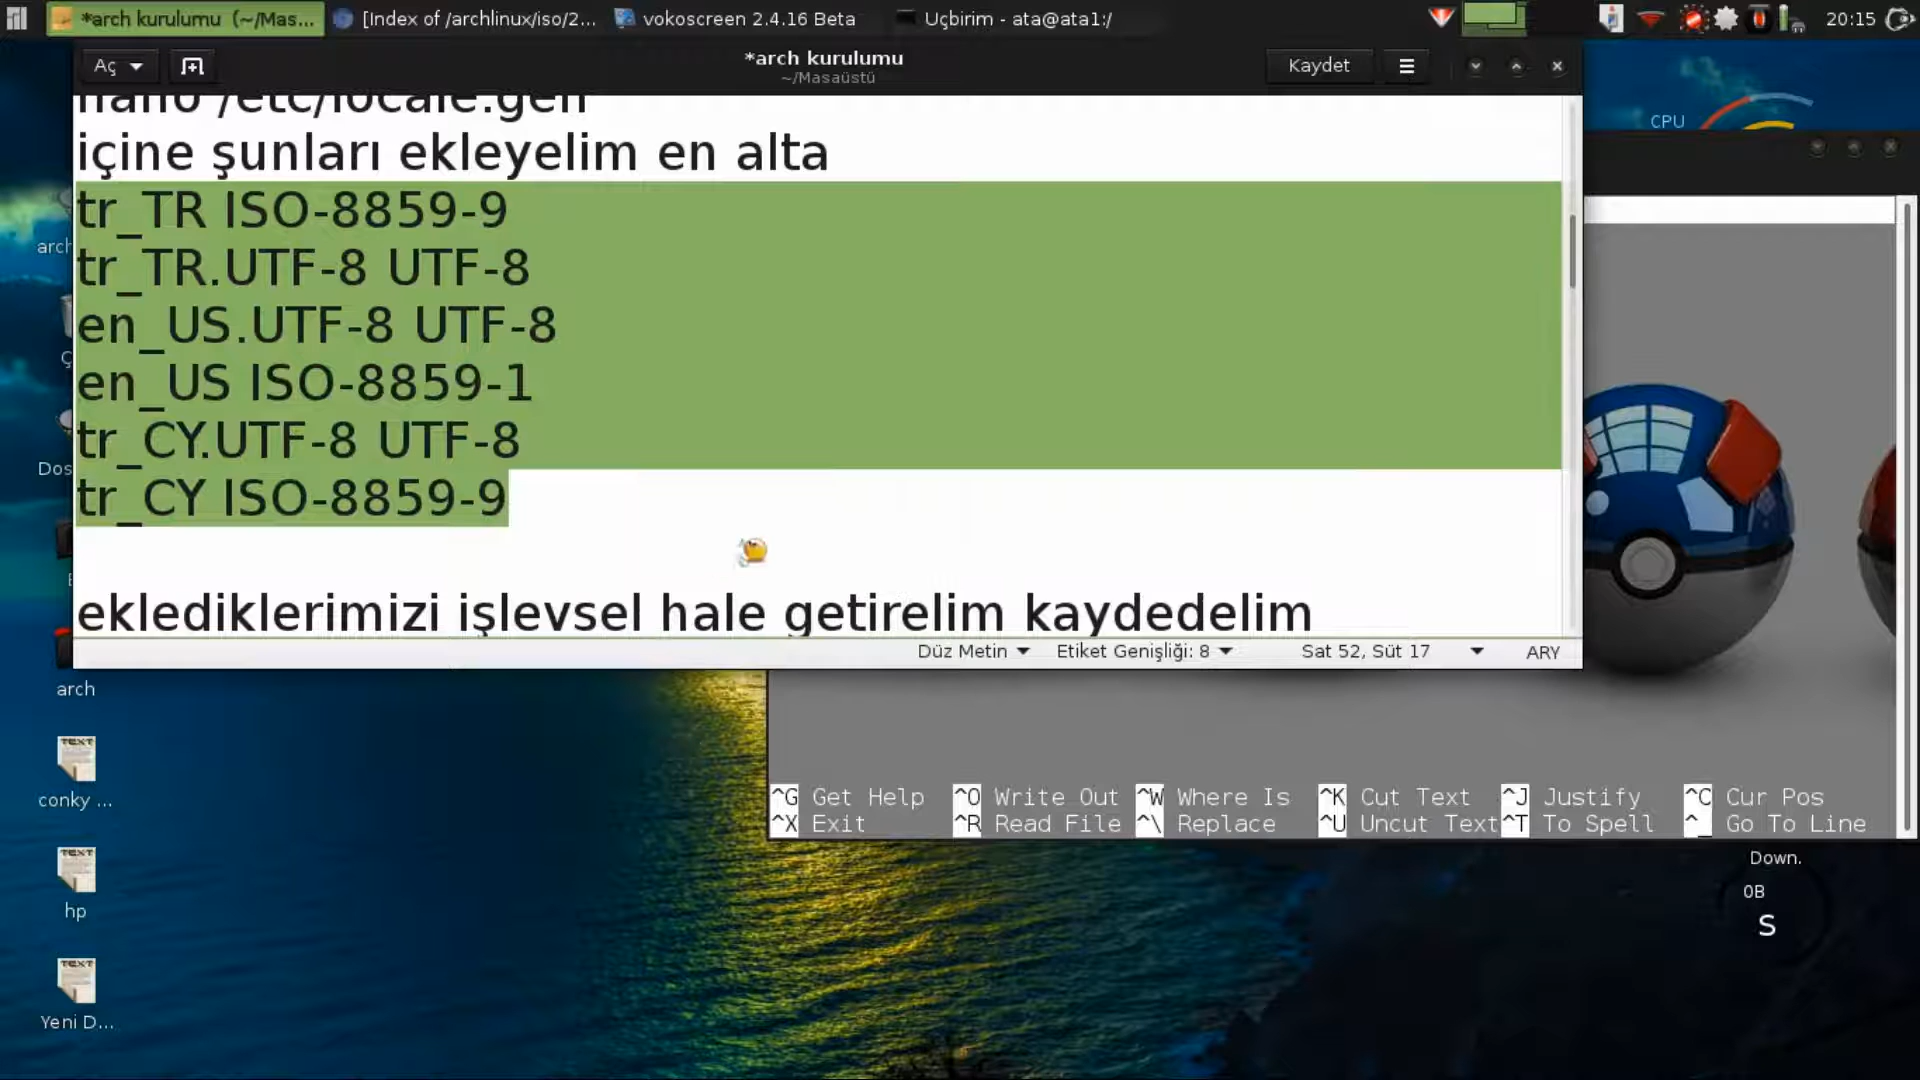 *arch kurulumu (~/Mas...
[Index of /archlinux/iso/2...
vokoscreen 2.4.16 Beta
Uçbirim - ata@ata1:/
20:15
Aç
*arch kurulumu
~/Masaüstü
Kaydet
nano /etc/locale.gen
içine şunları ekleyelim en alta
tr_TR ISO-8859-9
tr_TR.UTF-8 UTF-8
en_US.UTF-8 UTF-8
en_US ISO-8859-1
tr_CY.UTF-8 UTF-8
tr_CY ISO-8859-9
eklediklerimizi işlevsel hale getirelim kaydedelim
Düz Metin
Etiket Genişliği: 8
Sat 52, Süt 17
ARY
CPU
arch
conky ...
hp
Yeni D...
^G Get Help ^O Write Out ^W Where Is ^K Cut Text ^J Justify ^C Cur Pos
^X Exit ^R Read File ^\ Replace ^U Uncut Text ^T To Spell ^_ Go To Line
Down.
0B
S